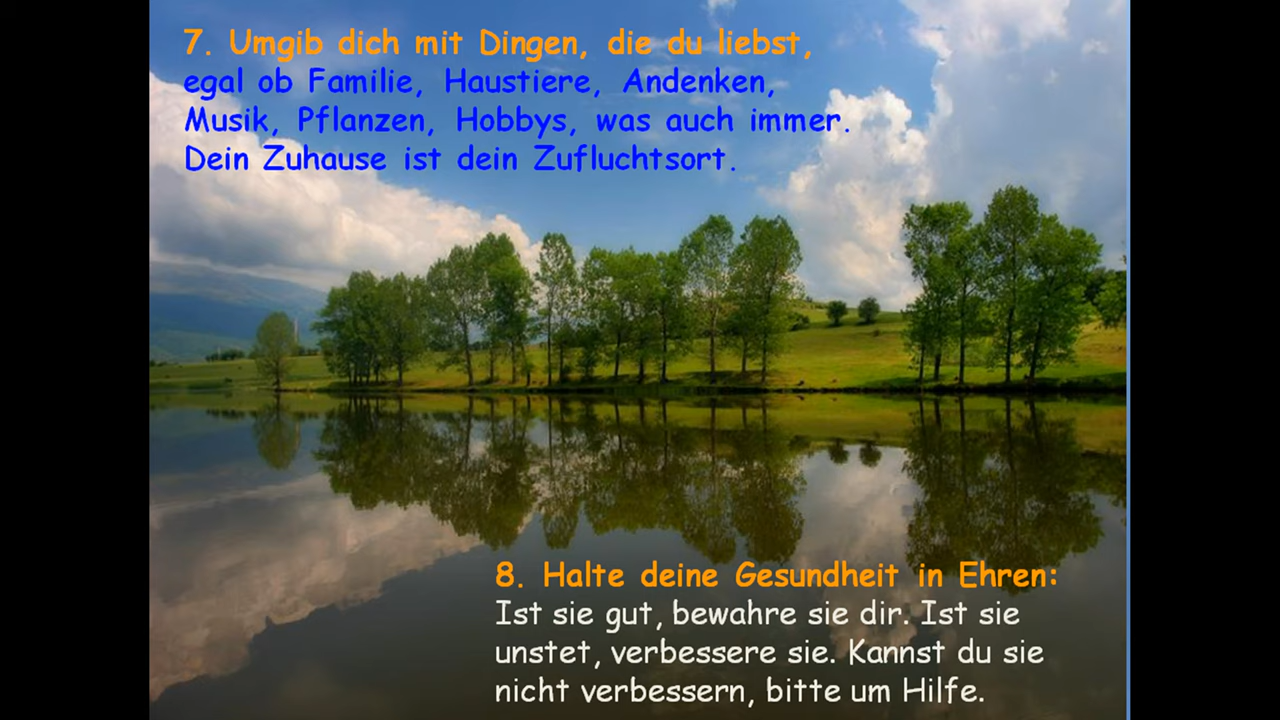 7. Umgib dich mit Dingen, die du liebst,
egal ob Familie, Haustiere, Andenken,
Musik, Pflanzen, Hobbys, was auch immer.
Dein Zuhause ist dein Zufluchtsort.
8. Halte deine Gesundheit in Ehren:
Ist sie gut, bewahre sie dir. Ist sie
unstet, verbessere sie. Kannst du sie
nicht verbessern, bitte um Hilfe.